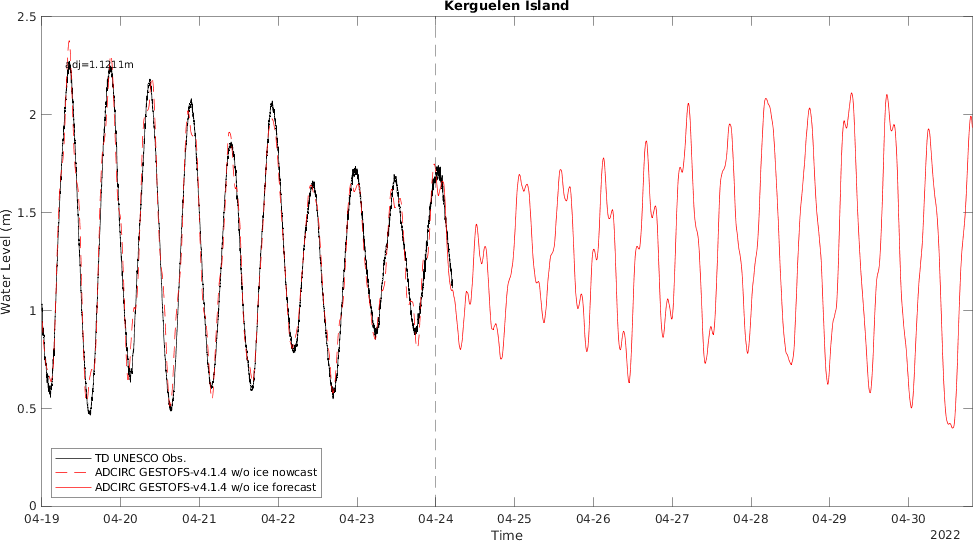 Kerguelen Island
2.5
adj=1.1211m
2
1.5
Water Level (m)
1
0.5
TD UNESCO Obs.
ADCIRC GESTOFS-v4.1.4 w/o ice nowcast
ADCIRC GESTOFS-v4.1.4 w/o ice forecast
0
04-19 04-20 04-21 04-22 04-23 04-24 04-25 04-26 04-27 04-28 04-29 04-30
Time 2022